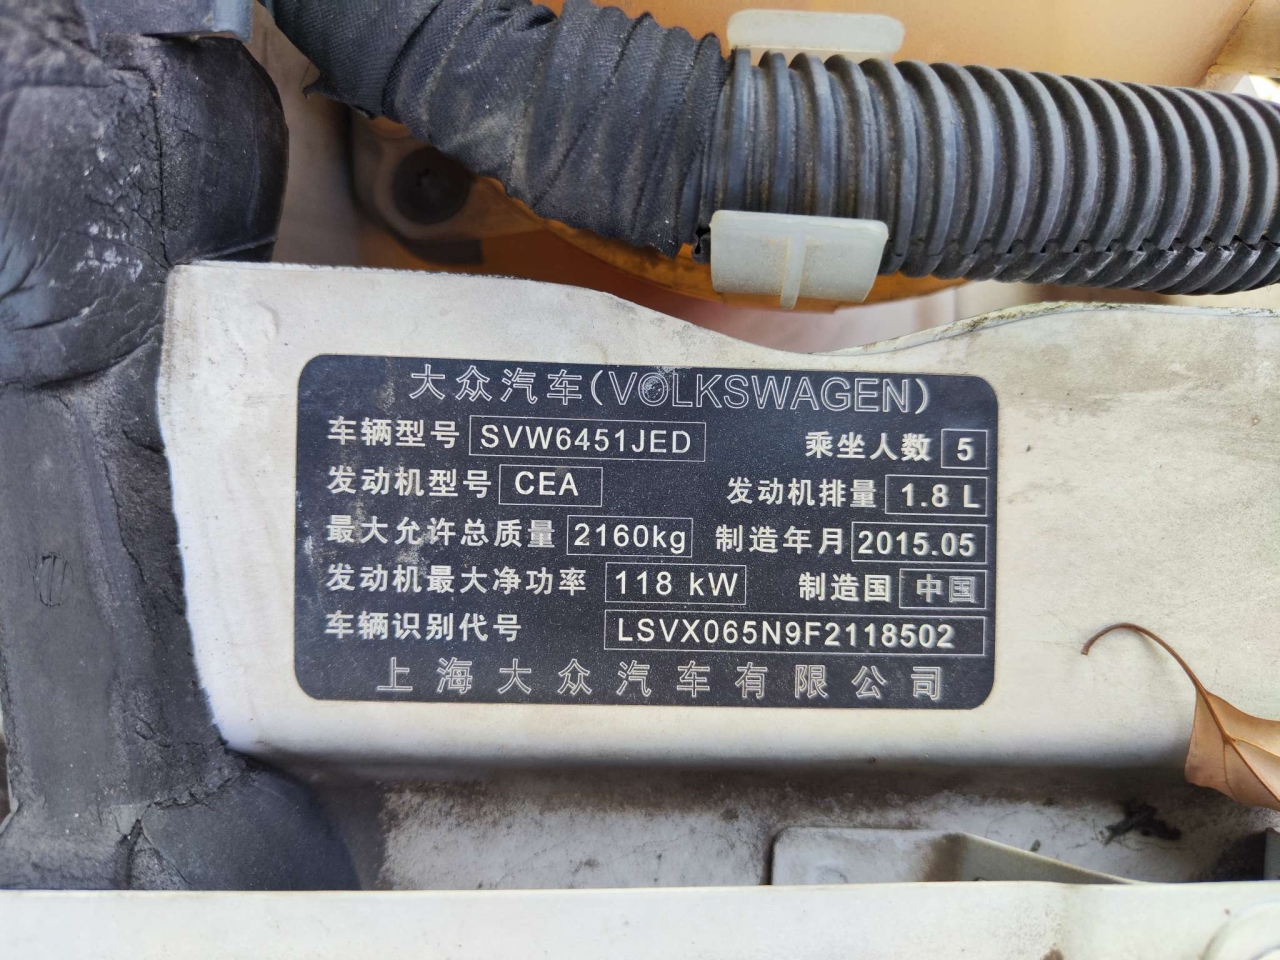 大众汽车(VOLKSWAGEN)
车辆型号 SVW6451JED 乘坐人数 5
发动机型号 CEA 发动机排量 1.8 L
最大允许总质量 2160kg 制造年月 2015.05
发动机最大净功率 118 kW 制造国 中国
车辆识别代号 LSVX065N9F2118502
上海大众汽车有限公司